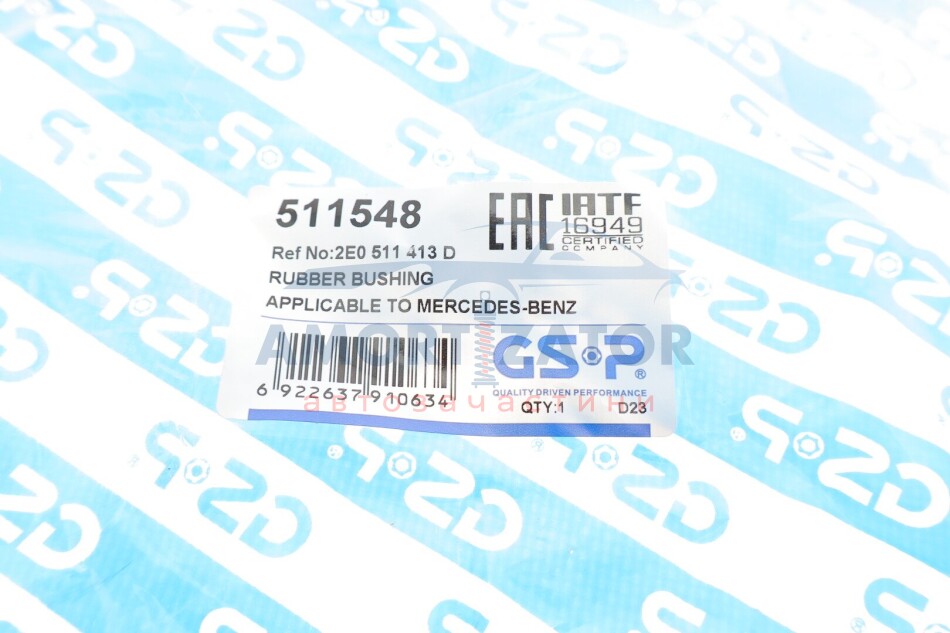 511548
EAC
IATF
16949
CERTIFIED
COMPANY
Ref No:2E0 511 413 D
RUBBER BUSHING
APPLICABLE TO MERCEDES-BENZ
AMORTIZATOR
автозачастини
GSP®
QUALITY DRIVEN PERFORMANCE
6 922637 910634
QTY:1 D23